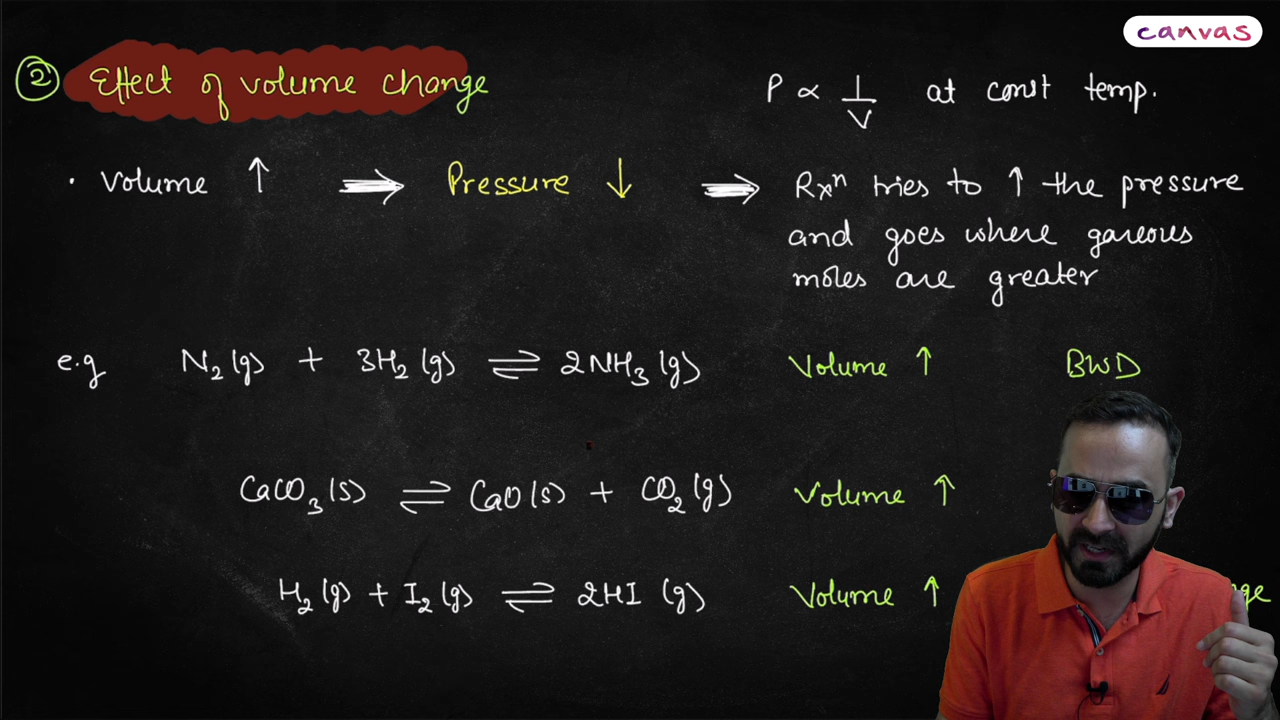 canvas
② Effect of volume change
P ∝ 1/V at const temp.
· Volume ↑ ⇒ Pressure ↓ ⇒ Rxⁿ tries to ↑ the pressure
and goes where gaseous
moles are greater
e.g N₂(g) + 3H₂(g) ⇌ 2NH₃(g) Volume ↑ BWD
CaCO₃(s) ⇌ CaO(s) + CO₂(g) Volume ↑
H₂(g) + I₂(g) ⇌ 2HI (g) Volume ↑